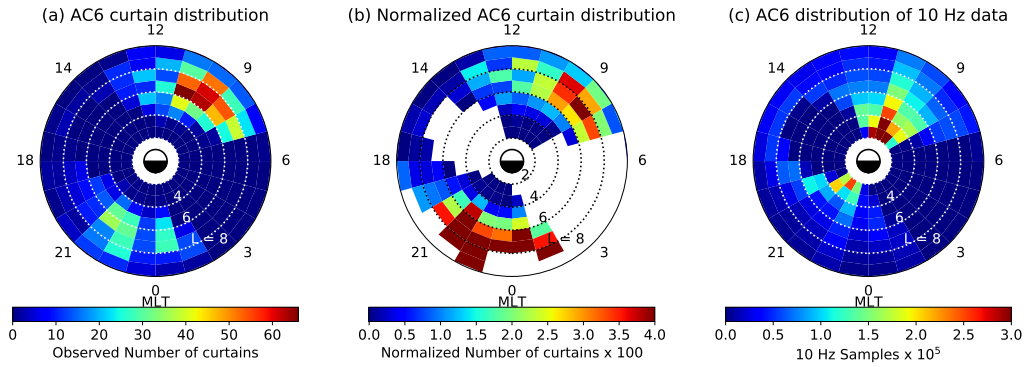 (a) AC6 curtain distribution
12
14
9
18
6
4
6
L = 8
21
3
0
MLT
0 10 20 30 40 50 60
Observed Number of curtains
(b) Normalized AC6 curtain distribution
12
14
9
18
6
2
4
6
L = 8
21
3
0
MLT
0.0 0.5 1.0 1.5 2.0 2.5 3.0 3.5 4.0
Normalized Number of curtains x 100
(c) AC6 distribution of 10 Hz data
12
14
9
18
6
4
6
L = 8
21
3
0
MLT
0.0 0.5 1.0 1.5 2.0 2.5 3.0
10 Hz Samples x 10⁵